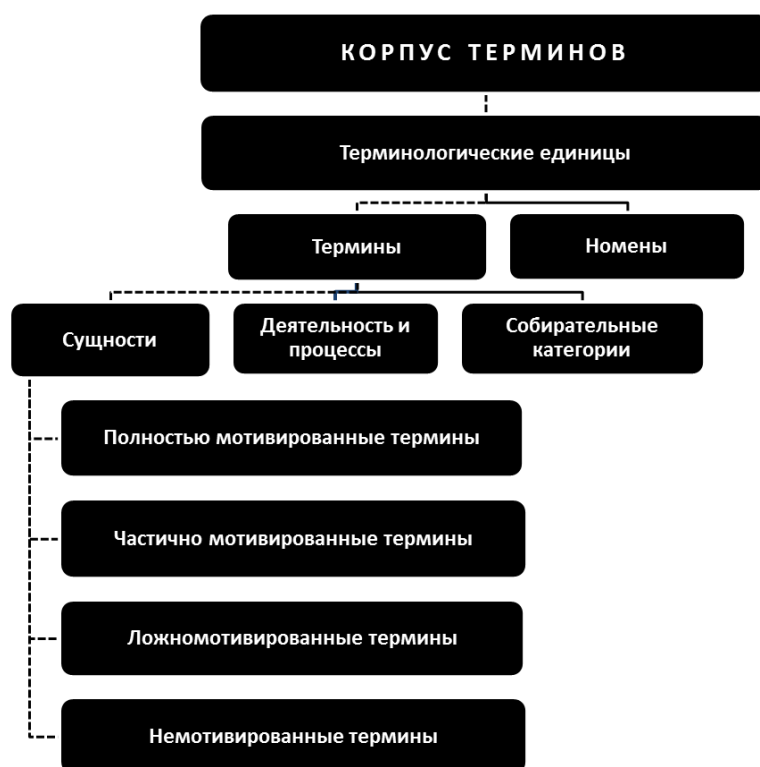 КОРПУС ТЕРМИНОВ
Терминологические единицы
Термины
Номены
Сущности
Деятельность и
процессы
Собирательные
категории
Полностью мотивированные термины
Частично мотивированные термины
Ложномотивированные термины
Немотивированные термины